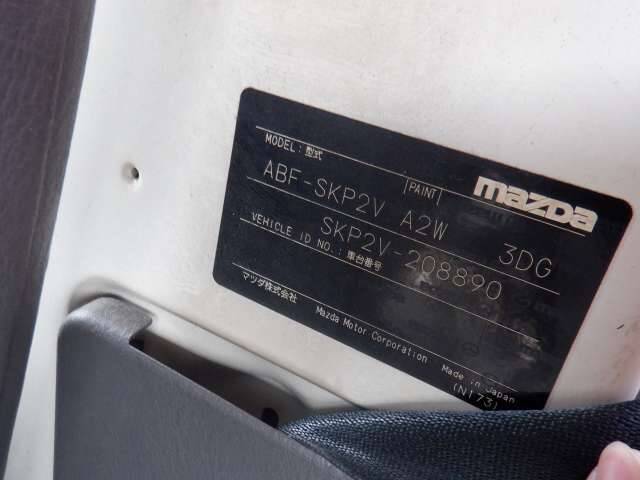 mazda
MODEL:型式 PAINT
ABF-SKP2V A2W 3DG
SKP2V-208890
VEHICLE ID NO.:車台番号
マツダ株式会社 Mazda Motor Corporation Made in Japan
(N173)